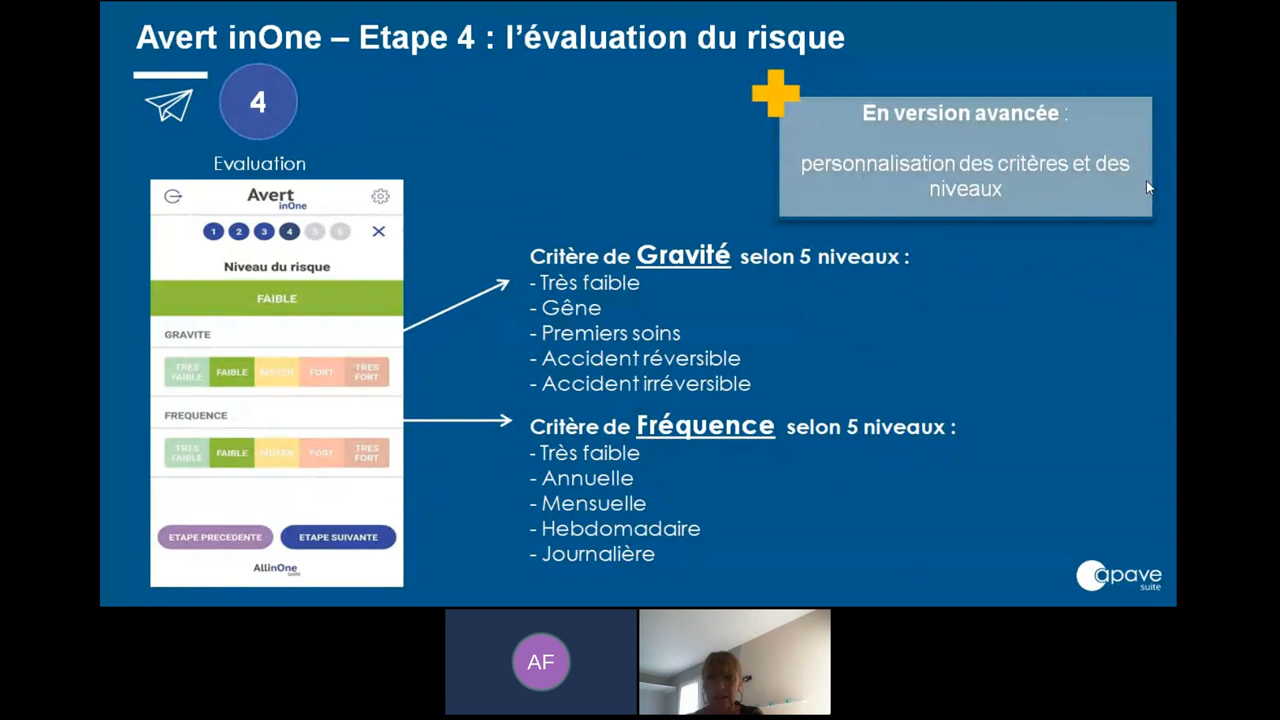 Avert inOne – Etape 4 : l'évaluation du risque
4
Evaluation
En version avancée :
personnalisation des critères et des
niveaux
Avert
inOne
1 2 3 4 5 6
Niveau du risque
FAIBLE
GRAVITE
TRES FAIBLE FAIBLE MOYEN FORT TRES FORT
FREQUENCE
TRES FAIBLE FAIBLE MOYEN FORT TRES FORT
ETAPE PRECEDENTE ETAPE SUIVANTE
AllinOne
suite
Critère de Gravité selon 5 niveaux :
- Très faible
- Gêne
- Premiers soins
- Accident réversible
- Accident irréversible
Critère de Fréquence selon 5 niveaux :
- Très faible
- Annuelle
- Mensuelle
- Hebdomadaire
- Journalière
apave
suite
AF